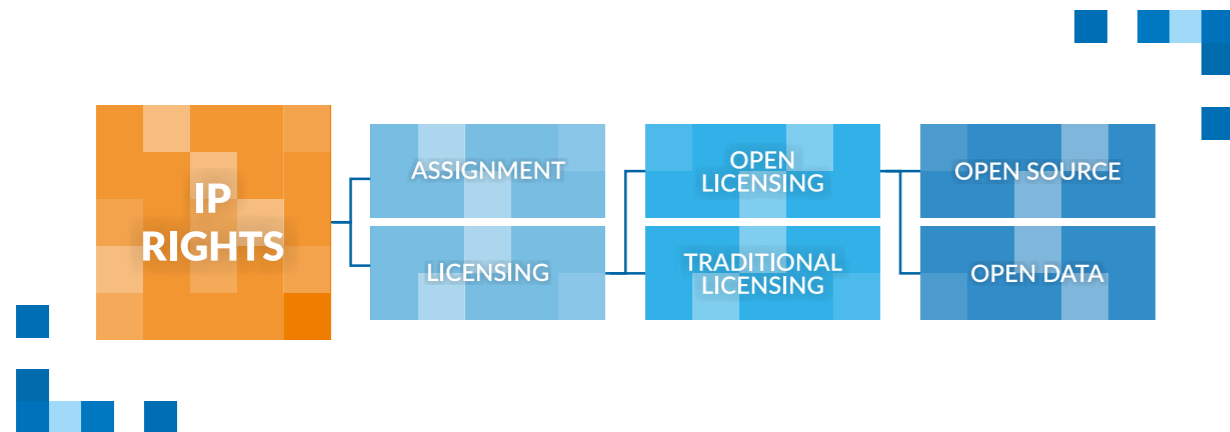 IP
RIGHTS
ASSIGNMENT
LICENSING
OPEN
LICENSING
TRADITIONAL
LICENSING
OPEN SOURCE
OPEN DATA